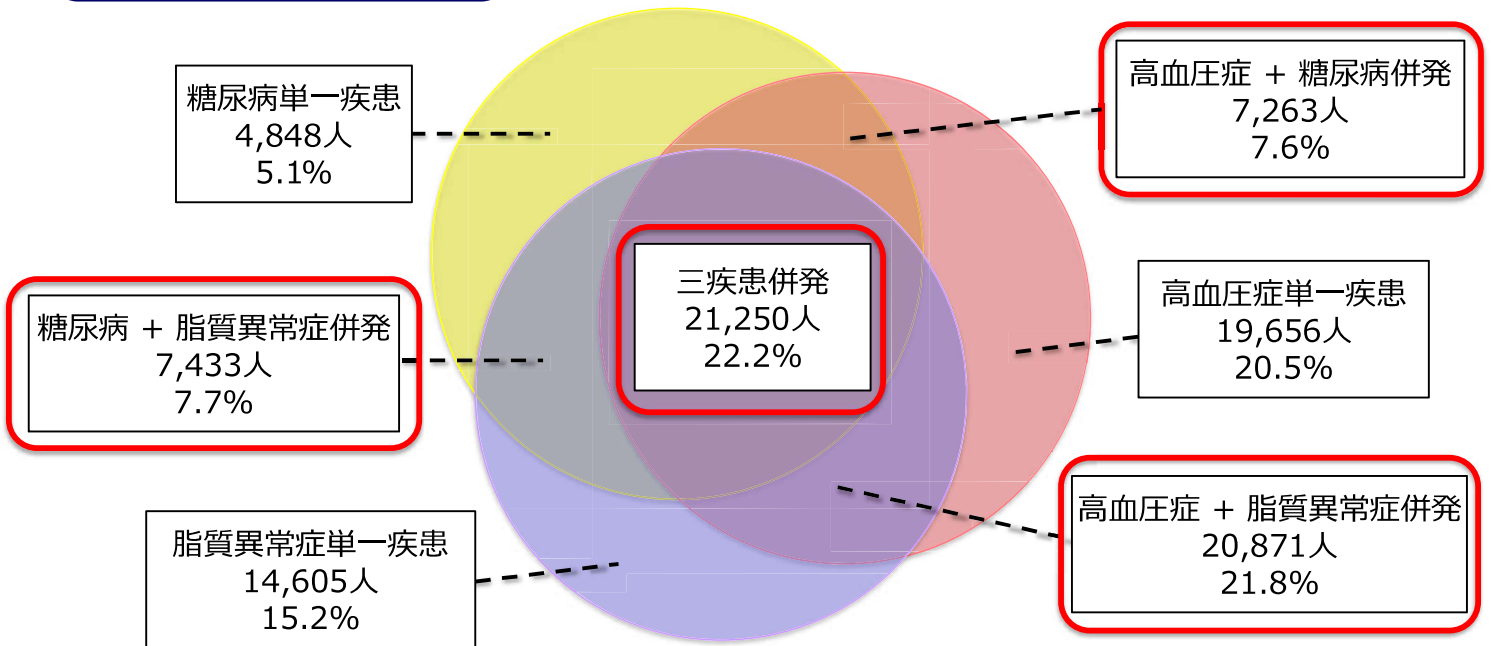 糖尿病単一疾患
4,848人
5.1%
高血圧症 + 糖尿病併発
7,263人
7.6%
三疾患併発
21,250人
22.2%
高血圧症単一疾患
19,656人
20.5%
糖尿病 + 脂質異常症併発
7,433人
7.7%
高血圧症 + 脂質異常症併発
20,871人
21.8%
脂質異常症単一疾患
14,605人
15.2%